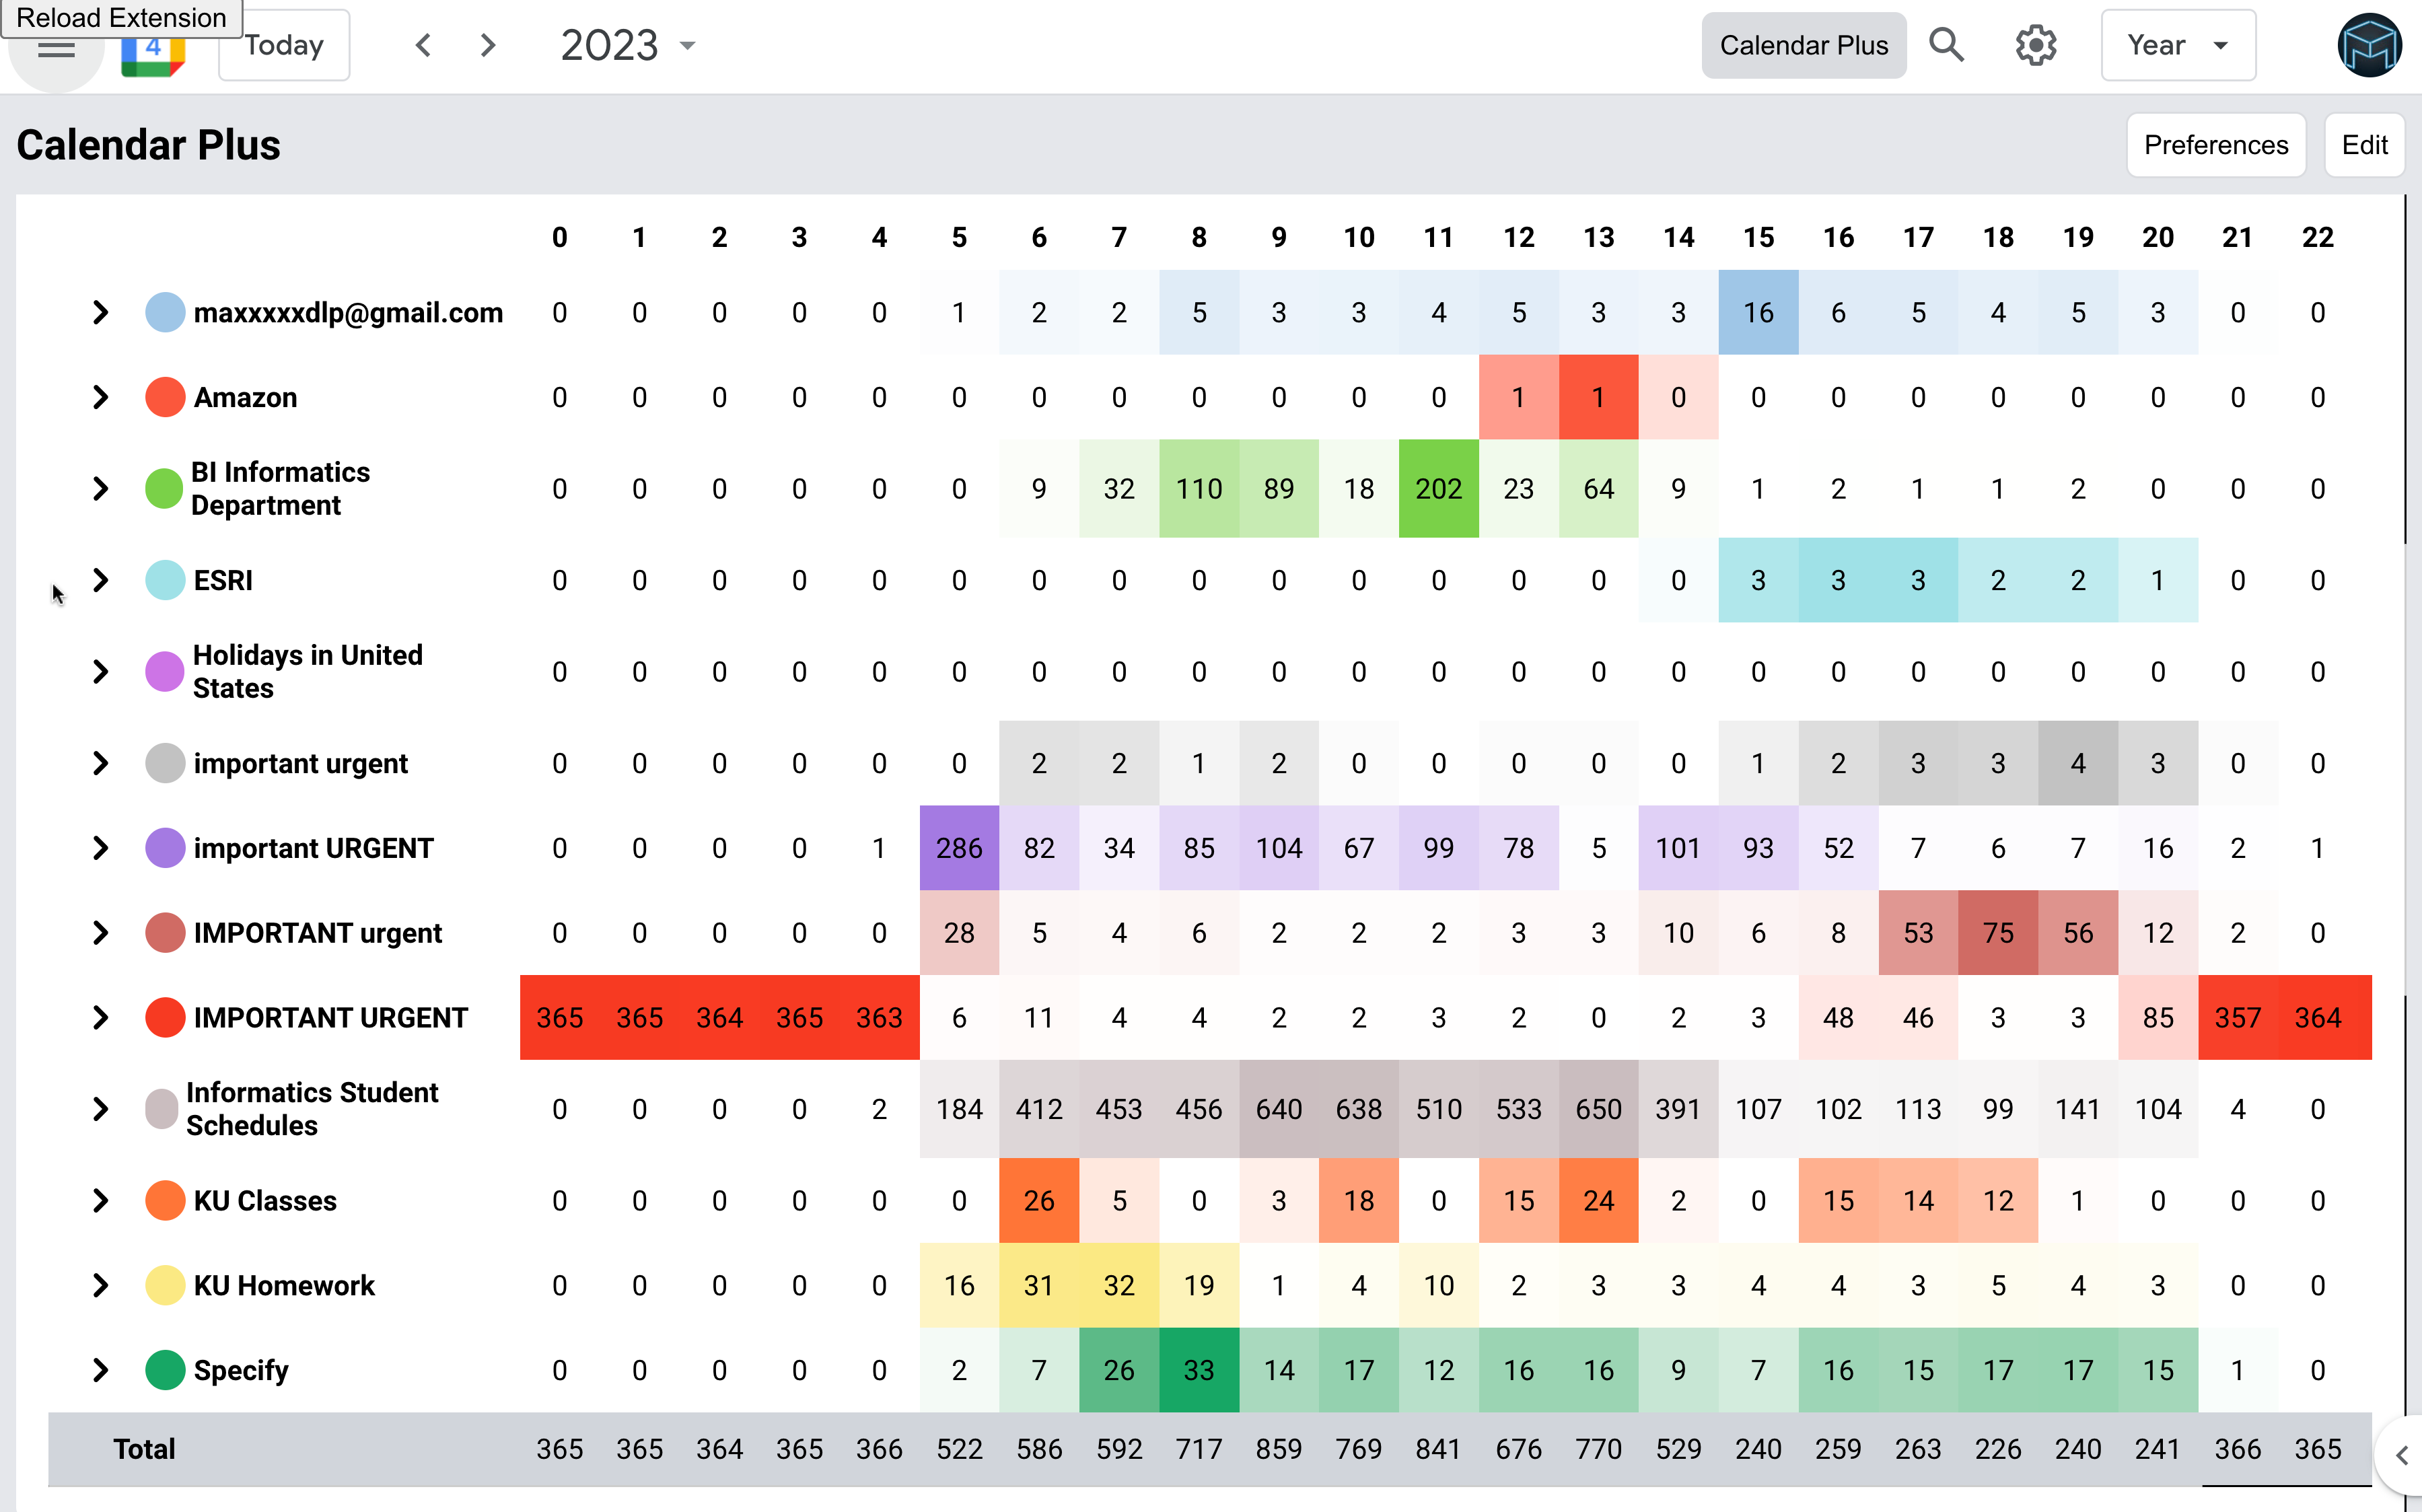 Reload Extension
4 Today 2023 Calendar Plus Year
Calendar Plus Preferences Edit
0 1 2 3 4 5 6 7 8 9 10 11 12 13 14 15 16 17 18 19 20 21 22
maxxxxxdlp@gmail.com 0 0 0 0 0 1 2 2 5 3 3 4 5 3 3 16 6 5 4 5 3 0 0
Amazon 0 0 0 0 0 0 0 0 0 0 0 0 1 1 0 0 0 0 0 0 0 0 0
BI Informatics
Department 0 0 0 0 0 0 9 32 110 89 18 202 23 64 9 1 2 1 1 2 0 0 0
ESRI 0 0 0 0 0 0 0 0 0 0 0 0 0 0 0 3 3 3 2 2 1 0 0
Holidays in United
States 0 0 0 0 0 0 0 0 0 0 0 0 0 0 0 0 0 0 0 0 0 0 0
important urgent 0 0 0 0 0 0 2 2 1 2 0 0 0 0 0 1 2 3 3 4 3 0 0
important URGENT 0 0 0 0 1 286 82 34 85 104 67 99 78 5 101 93 52 7 6 7 16 2 1
IMPORTANT urgent 0 0 0 0 0 28 5 4 6 2 2 2 3 3 10 6 8 53 75 56 12 2 0
IMPORTANT URGENT 365 365 364 365 363 6 11 4 4 2 2 3 2 0 2 3 48 46 3 3 85 357 364
Informatics Student
Schedules 0 0 0 0 2 184 412 453 456 640 638 510 533 650 391 107 102 113 99 141 104 4 0
KU Classes 0 0 0 0 0 0 26 5 0 3 18 0 15 24 2 0 15 14 12 1 0 0 0
KU Homework 0 0 0 0 0 16 31 32 19 1 4 10 2 3 3 4 4 3 5 4 3 0 0
Specify 0 0 0 0 0 2 7 26 33 14 17 12 16 16 9 7 16 15 17 17 15 1 0
Total 365 365 364 365 366 522 586 592 717 859 769 841 676 770 529 240 259 263 226 240 241 366 365